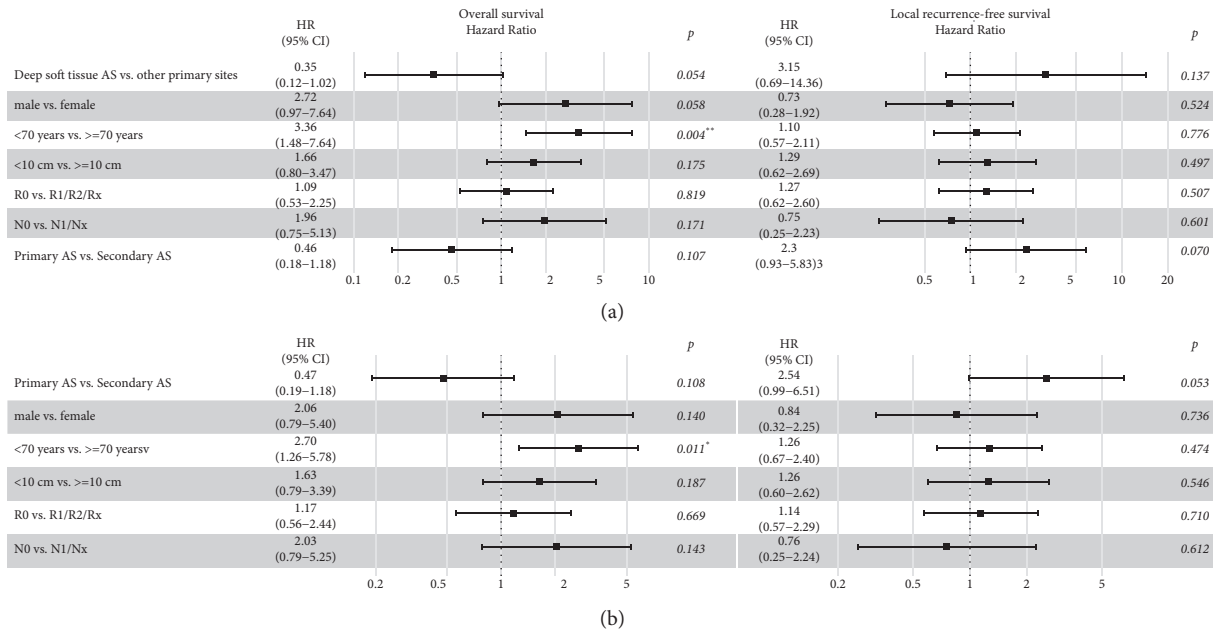 Overall survival
Local recurrence-free survival
HR Hazard Ratio p HR Hazard Ratio p
(95% CI) (95% CI)
Deep soft tissue AS vs. other primary sites 0.35 0.054 3.15 0.137
(0.12–1.02) (0.69–14.36)
male vs. female 2.72 0.058 0.73 0.524
(0.97–7.64) (0.28–1.92)
<70 years vs. >=70 years 3.36 0.004** 1.10 0.776
(1.48–7.64) (0.57–2.11)
<10 cm vs. >=10 cm 1.66 0.175 1.29 0.497
(0.80–3.47) (0.62–2.69)
R0 vs. R1/R2/Rx 1.09 0.819 1.27 0.507
(0.53–2.25) (0.62–2.60)
N0 vs. N1/Nx 1.96 0.171 0.75 0.601
(0.75–5.13) (0.25–2.23)
Primary AS vs. Secondary AS 0.46 0.107 2.3 0.070
(0.18–1.18) (0.93–5.83)3
0.1 0.2 0.5 1 2 5 10 0.5 1 2 5 10 20
(a)
HR p HR p
(95% CI) (95% CI)
Primary AS vs. Secondary AS 0.47 0.108 2.54 0.053
(0.19–1.18) (0.99–6.51)
male vs. female 2.06 0.140 0.84 0.736
(0.79–5.40) (0.32–2.25)
<70 years vs. >=70 yearsv 2.70 0.011* 1.26 0.474
(1.26–5.78) (0.67–2.40)
<10 cm vs. >=10 cm 1.63 0.187 1.26 0.546
(0.79–3.39) (0.60–2.62)
R0 vs. R1/R2/Rx 1.17 0.669 1.14 0.710
(0.56–2.44) (0.57–2.29)
N0 vs. N1/Nx 2.03 0.143 0.76 0.612
(0.79–5.25) (0.25–2.24)
0.2 0.5 1 2 5 0.2 0.5 1 2 5
(b)